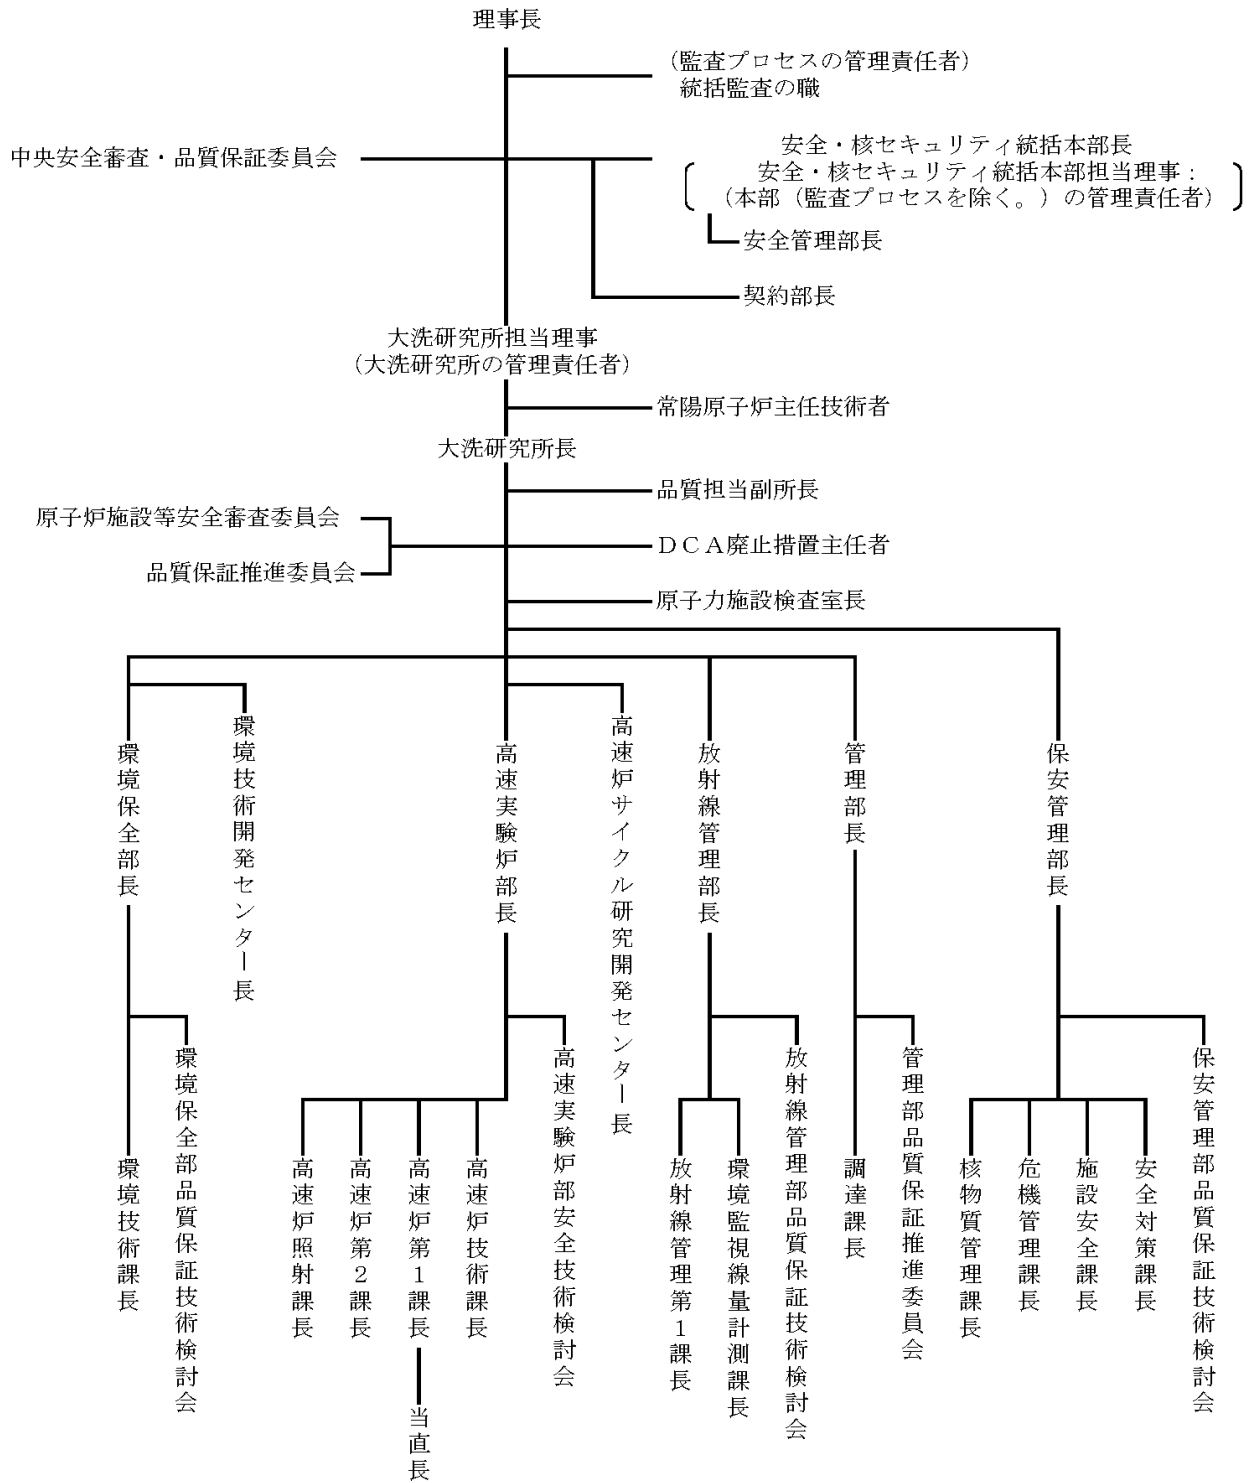 理事長
（監査プロセスの管理責任者）
統括監査の職
中央安全審査・品質保証委員会
安全・核セキュリティ統括本部長
安全・核セキュリティ統括本部担当理事：
（本部（監査プロセスを除く。）の管理責任者）
安全管理部長
契約部長
大洗研究所担当理事
（大洗研究所の管理責任者）
常陽原子炉主任技術者
大洗研究所長
品質担当副所長
原子炉施設等安全審査委員会
ＤＣＡ廃止措置主任者
品質保証推進委員会
原子力施設検査室長
環境保全部長
環境技術開発センター長
高速実験炉部長
高速炉サイクル研究開発センター長
放射線管理部長
管理部長
保安管理部長
環境技術課長
環境保全部品質保証技術検討会
高速炉照射課長
高速炉第２課長
高速炉第１課長
高速炉技術課長
高速実験炉部安全技術検討会
放射線管理第１課長
環境監視線量計測課長
放射線管理部品質保証技術検討会
調達課長
管理部品質保証推進委員会
核物質管理課長
危機管理課長
施設安全課長
安全対策課長
保安管理部品質保証技術検討会
当直長